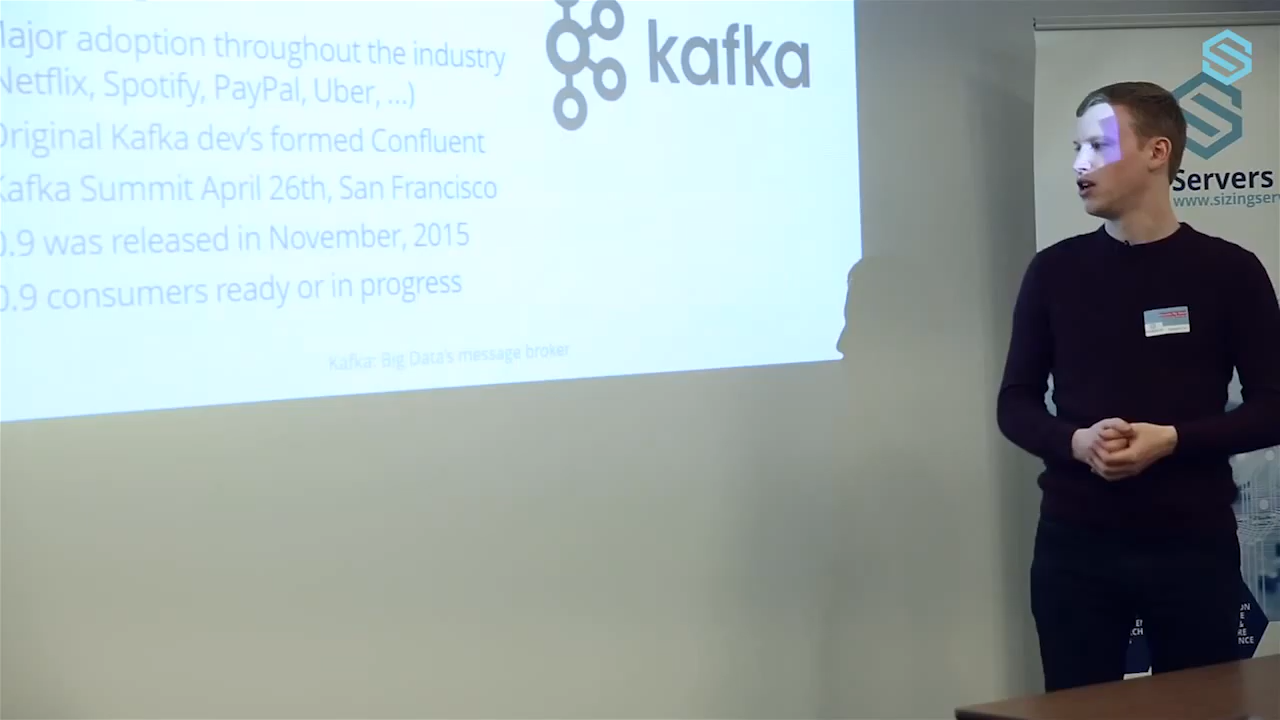 Major adoption throughout the industry
Netflix, Spotify, PayPal, Uber, ...)
Original Kafka dev's formed Confluent
Kafka Summit April 26th, San Francisco
0.9 was released in November, 2015
0.9 consumers ready or in progress
Kafka: Big Data's message broker
kafka
Servers
www.sizingser